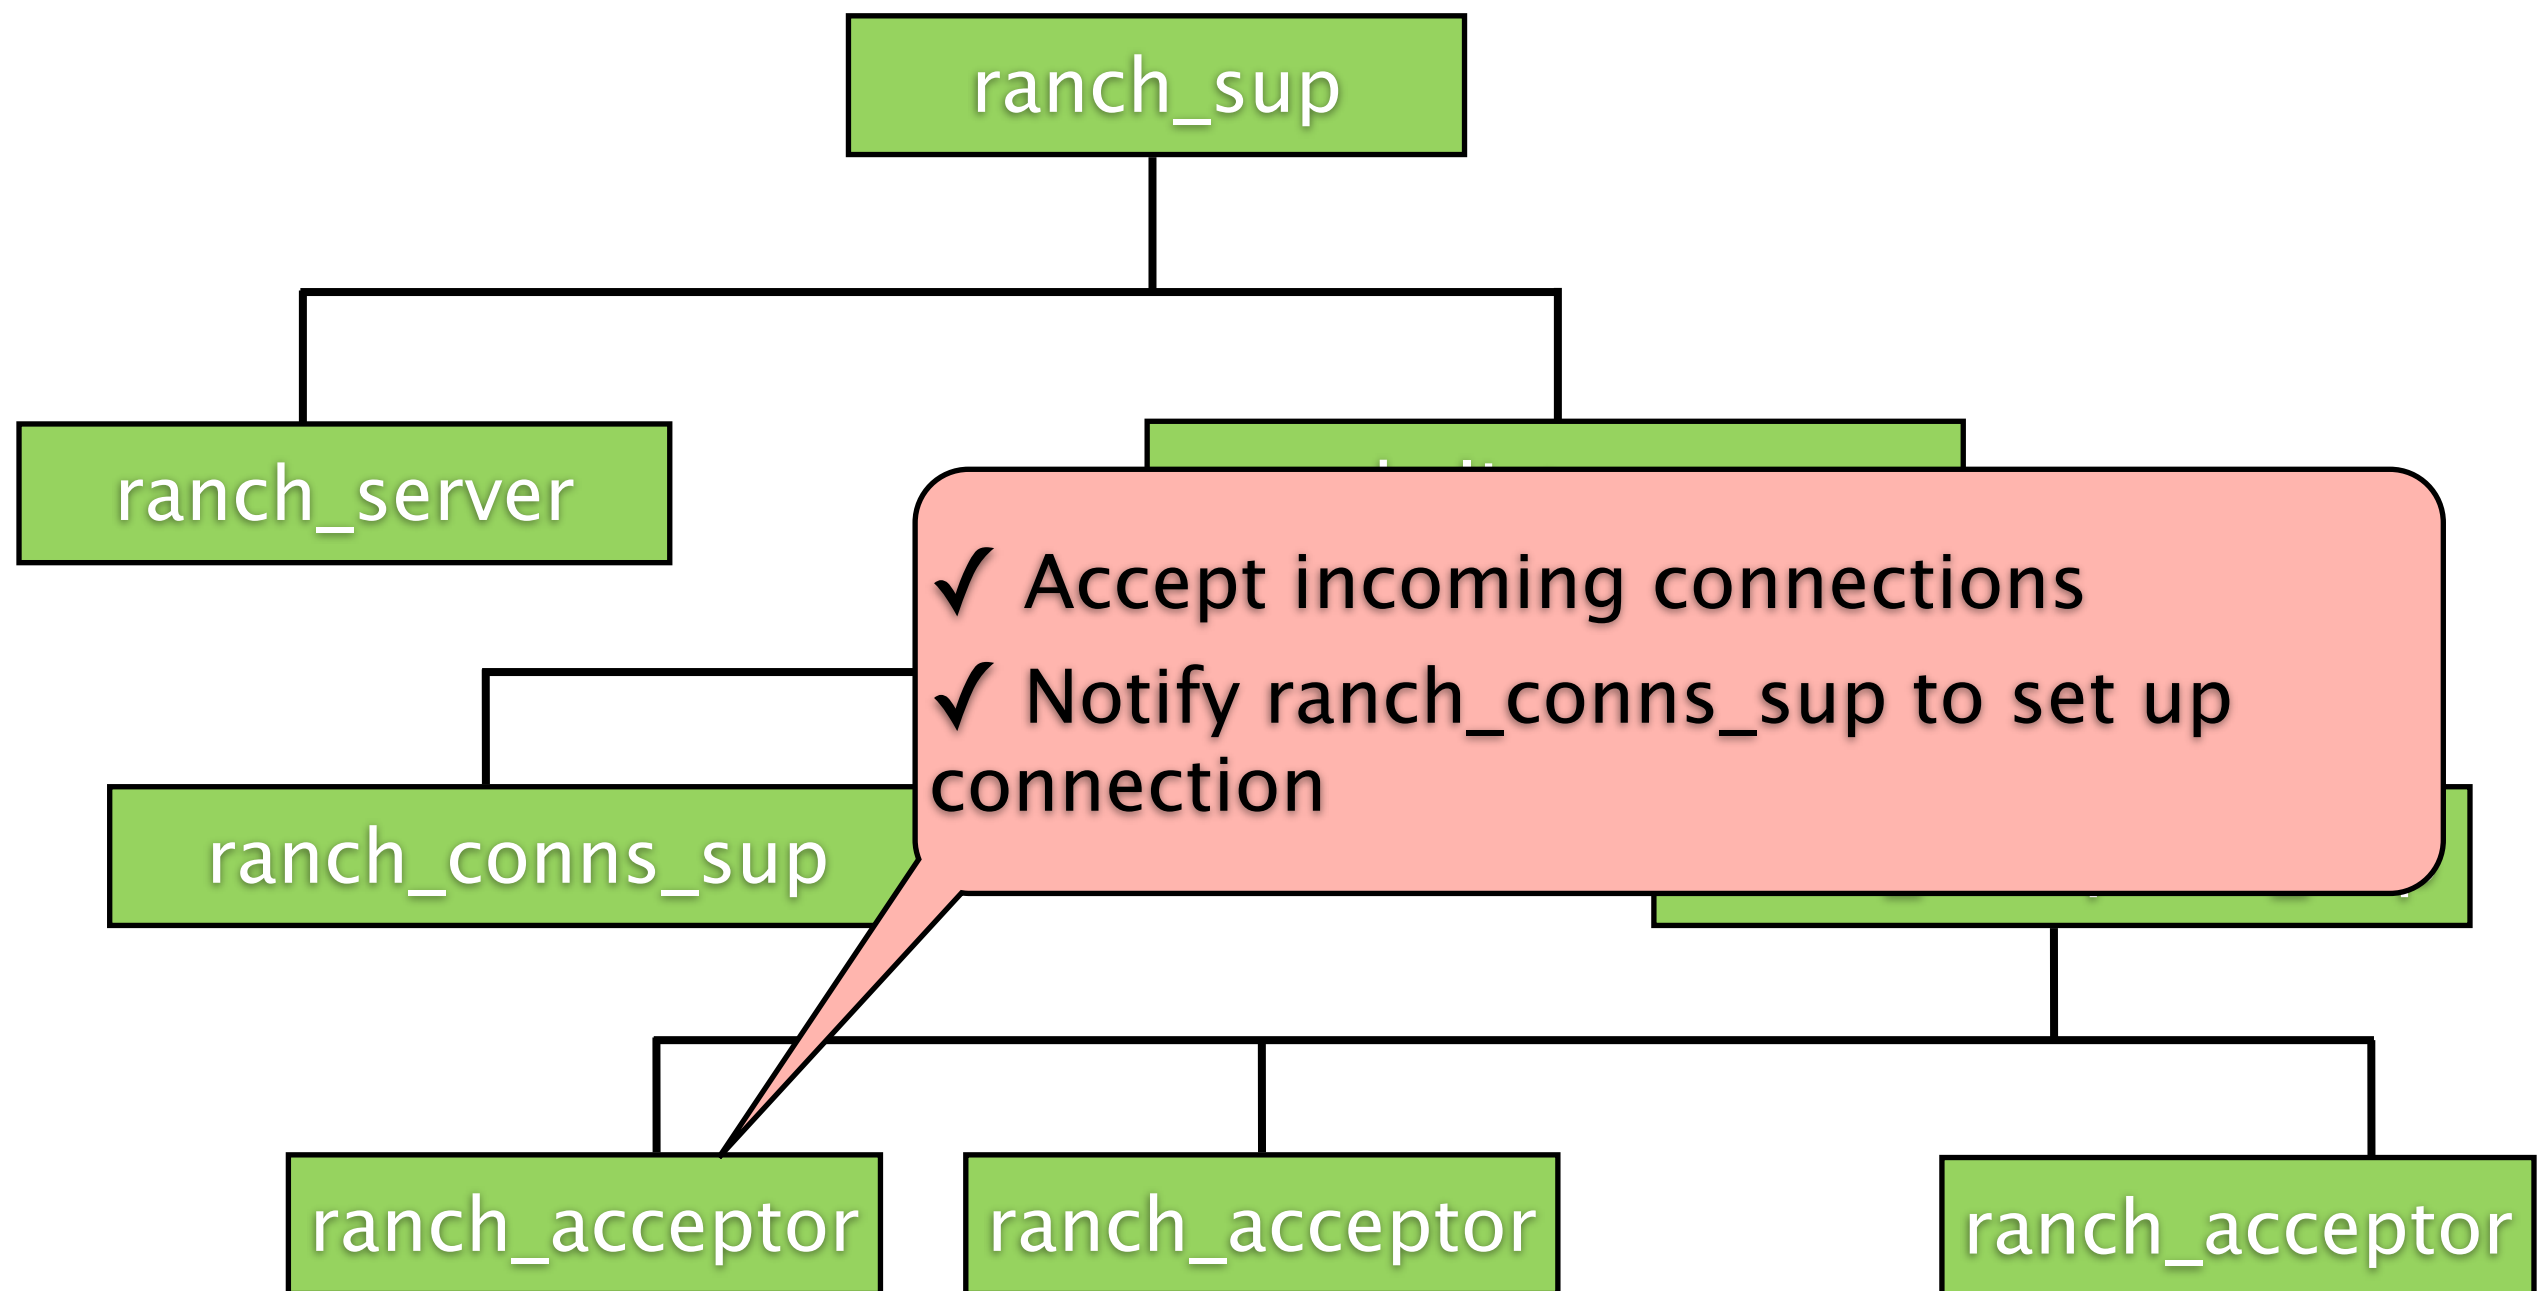 ranch_sup
ranch_server
✓ Accept incoming connections
✓ Notify ranch_conns_sup to set up
connection
ranch_conns_sup
ranch_acceptor
ranch_acceptor
ranch_acceptor